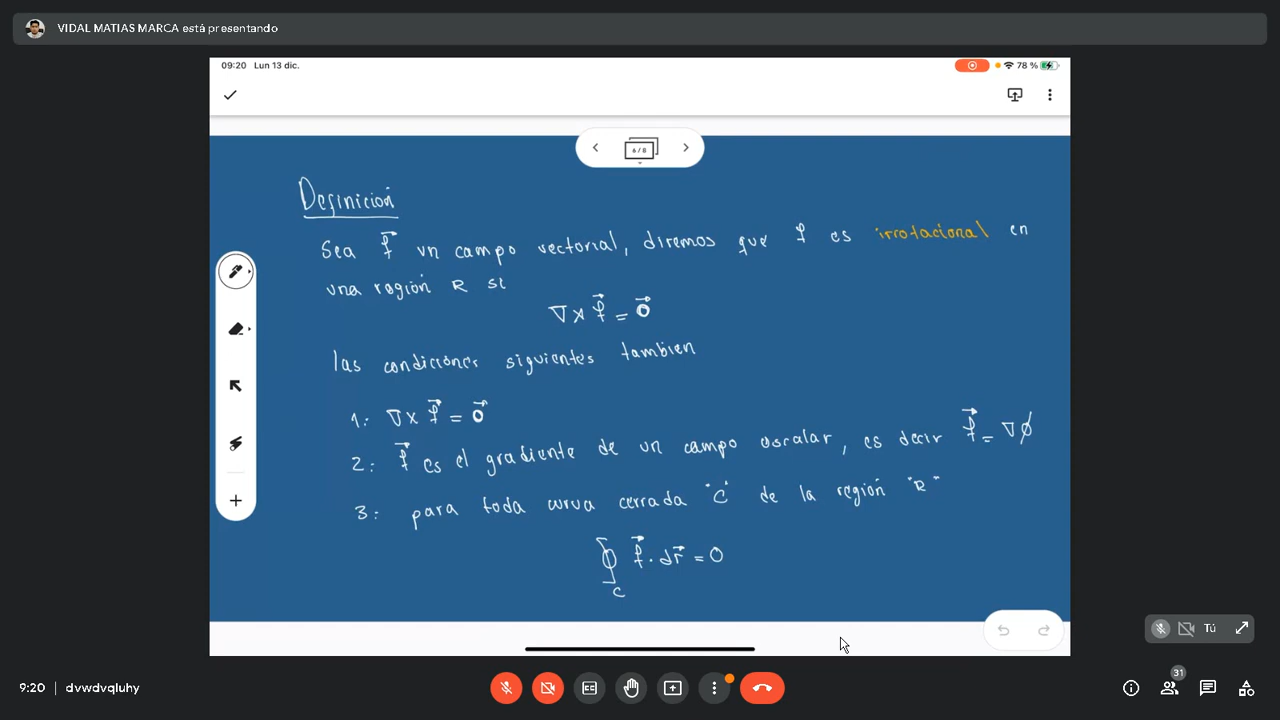 VIDAL MATIAS MARCA está presentando
09:20 Lun 13 dic.
78 %
6/8
Definición
Sea f⃗ un campo vectorial, diremos que f es irrotacional en
una región R si
∇ × f⃗ = 0⃗
las condiciones siguientes tambien
1: ∇ × f⃗ = 0⃗
2: f⃗ es el gradiente de un campo escalar, es decir f⃗ = ∇ϕ
3: para toda curva cerrada "C" de la región "R"
∮_C f⃗ · dr⃗ = 0
Tú
31
9:20 dvwdvqluhy